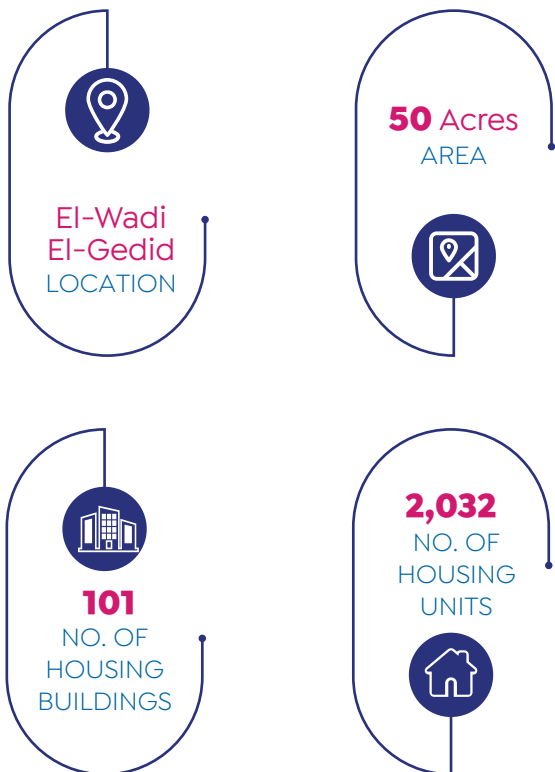 El-Wadi
El-Gedid
LOCATION
50 Acres
AREA
101
NO. OF
HOUSING
BUILDINGS
2,032
NO. OF
HOUSING
UNITS